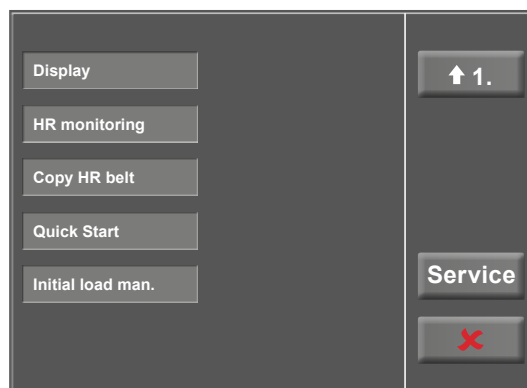 Display
HR monitoring
Copy HR belt
Quick Start
Initial load man.
1.
Service